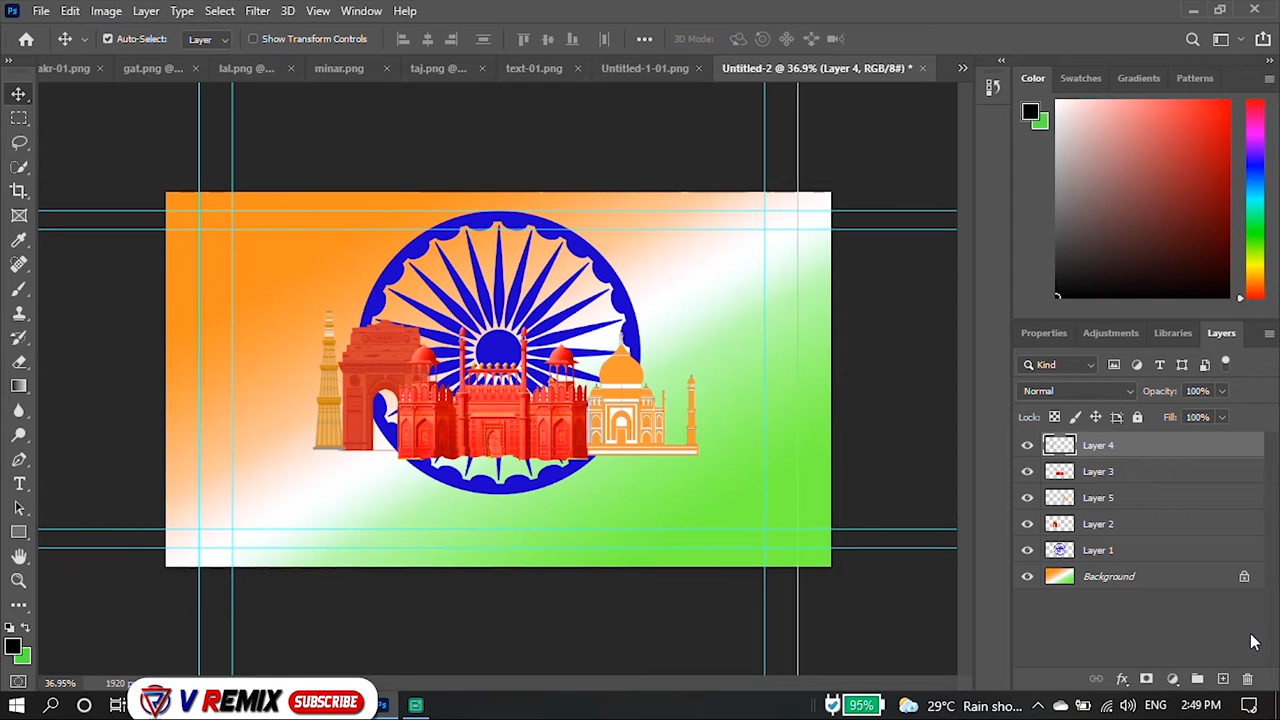 Ps File Edit Image Layer Type Select Filter 3D View Window Help
Auto-Select: Layer Show Transform Controls 3D Mode:
akr-01.png gat.png @... lal.png @... minar.png taj.png @... text-01.png Untitled-1-01.png Untitled-2 @ 36.9% (Layer 4, RGB/8#) *
Color Swatches Gradients Patterns
Properties Adjustments Libraries Layers
Kind
Normal Opacity: 100%
Lock: Fill: 100%
Layer 4
Layer 3
Layer 5
Layer 2
Layer 1
Background
36.95% 1920
V REMIX SUBSCRIBE
95% 29°C Rain sho... ENG 2:49 PM